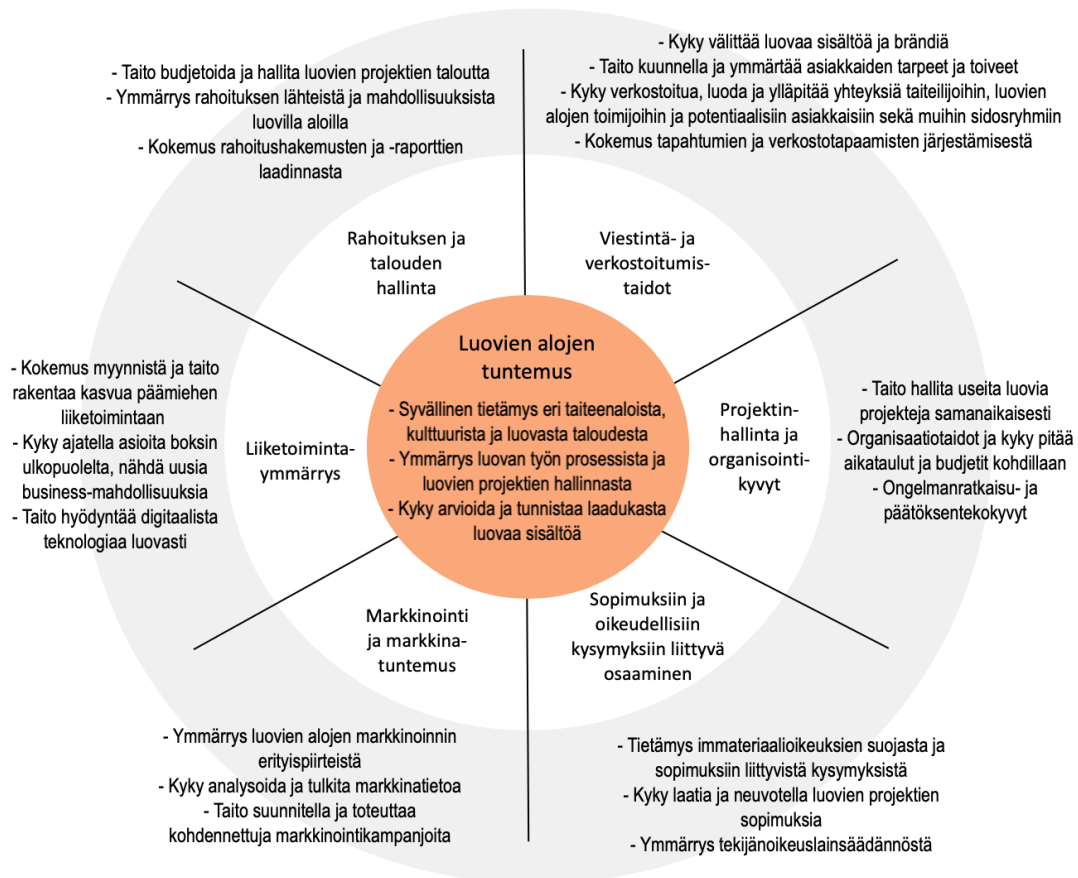 - Taito budjetoida ja hallita luovien projektien taloutta
- Ymmärrys rahoituksen lähteistä ja mahdollisuuksista
luovilla aloilla
- Kokemus rahoitushakemusten ja -raporttien
laadinnasta
- Kyky välittää luovaa sisältöä ja brändiä
- Taito kuunnella ja ymmärtää asiakkaiden tarpeet ja toiveet
- Kyky verkostoitua, luoda ja ylläpitää yhteyksiä taiteilijoihin, luovien
alojen toimijoihin ja potentiaalisiin asiakkaisiin sekä muihin sidosryhmiin
- Kokemus tapahtumien ja verkostotapaamisten järjestämisestä
Rahoituksen ja
talouden
hallinta
Viestintä- ja
verkostoitumis-
taidot
Luovien alojen
tuntemus
- Syvällinen tietämys eri taiteenaloista,
kulttuurista ja luovasta taloudesta
- Ymmärrys luovan työn prosessista ja
luovien projektien hallinnasta
- Kyky arvioida ja tunnistaa laadukasta
luovaa sisältöä
- Kokemus myynnistä ja taito
rakentaa kasvua päämiehen
liiketoimintaan
- Kyky ajatella asioita boksin
ulkopuolelta, nähdä uusia
business-mahdollisuuksia
- Taito hyödyntää digitaalista
teknologiaa luovasti
Liiketoiminta-
ymmärrys
Projektin-
hallinta ja
organisointi-
kyvyt
- Taito hallita useita luovia
projekteja samanaikaisesti
- Organisaatiotaidot ja kyky pitää
aikataulut ja budjetit kohdillaan
- Ongelmanratkaisu- ja
päätöksentekokyvyt
Markkinointi
ja markkina-
tuntemus
Sopimuksiin ja
oikeudellisiin
kysymyksiin liittyvä
osaaminen
- Ymmärrys luovien alojen markkinoinnin
erityispiirteistä
- Kyky analysoida ja tulkita markkinatietoa
- Taito suunnitella ja toteuttaa
kohdennettuja markkinointikampanjoita
- Tietämys immateriaalioikeuksien suojasta ja
sopimuksiin liittyvistä kysymyksistä
- Kyky laatia ja neuvotella luovien projektien
sopimuksia
- Ymmärrys tekijänoikeuslainsäädännöstä